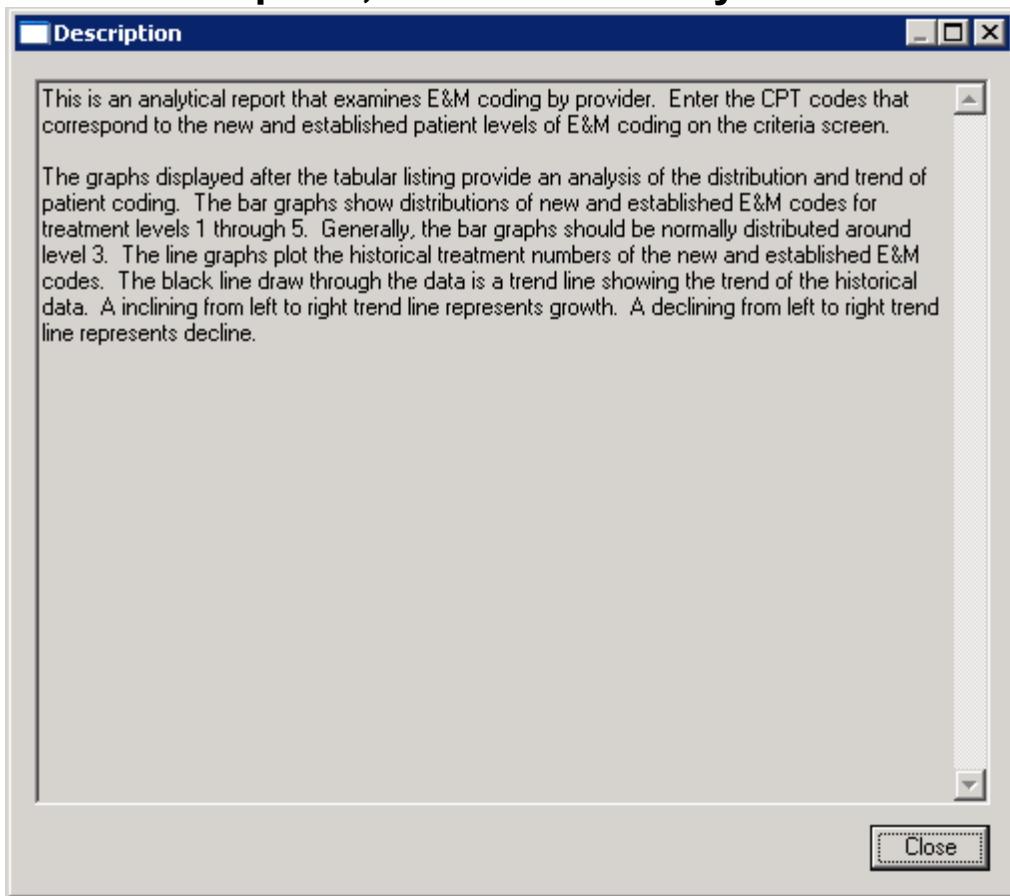 Description
This is an analytical report that examines E&M coding by provider.  Enter the CPT codes that
correspond to the new and established patient levels of E&M coding on the criteria screen.
The graphs displayed after the tabular listing provide an analysis of the distribution and trend of
patient coding.  The bar graphs show distributions of new and established E&M codes for
treatment levels 1 through 5.  Generally, the bar graphs should be normally distributed around
level 3.  The line graphs plot the historical treatment numbers of the new and established E&M
codes.  The black line draw through the data is a trend line showing the trend of the historical
data.  A inclining from left to right trend line represents growth.  A declining from left to right trend
line represents decline.
Close